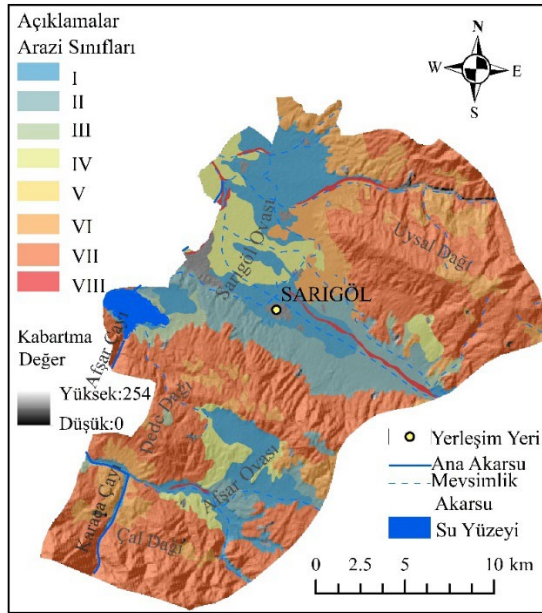 Açıklamalar
Arazi Sınıfları
I
II
III
IV
V
VI
VII
VIII
Kabartma
Değer
Yüksek:254
Düşük:0
N
W
E
S
Sarıgöl Ovası
Uysal Dağı
SARIGÖL
Afşar Çayı
Dede Dağı
Afşar Ovası
Karaca Çayı
Çal Dağı
Yerleşim Yeri
Ana Akarsu
Mevsimlik
Akarsu
Su Yüzeyi
0 2.5 5 10 km